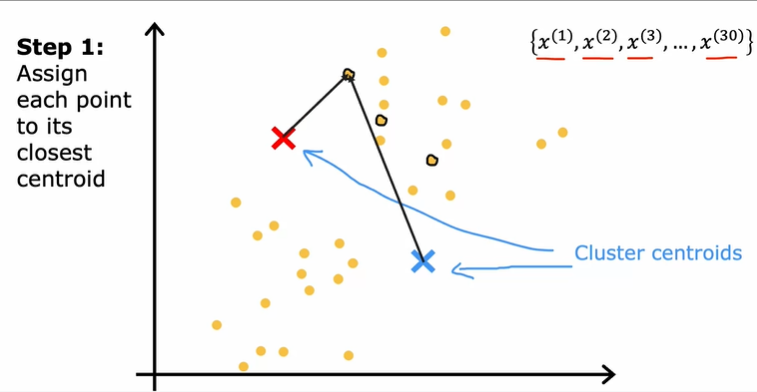 Step 1:
Assign
each point
to its
closest
centroid
{x^(1), x^(2), x^(3), ..., x^(30)}
Cluster centroids